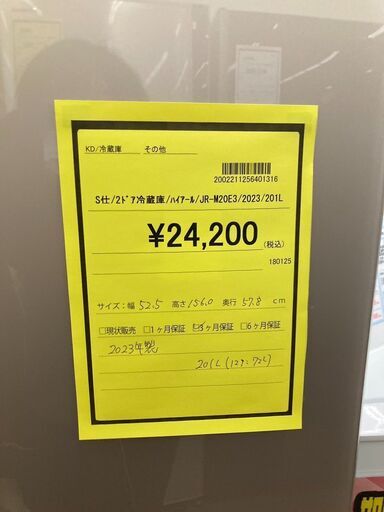 KD/冷蔵庫 その他
2002211256401316
S仕/2ﾄﾞｱ冷蔵庫/ﾊｲｱｰﾙ/JR-M20E3/2023/201L
¥24,200(税込)
180125
サイズ:幅 52.5 高さ 156.0 奥行 57.8 cm
□現状販売 □1ヶ月保証 ☑3ヶ月保証 □6ヶ月保証
2023年製
201L (129:72L)